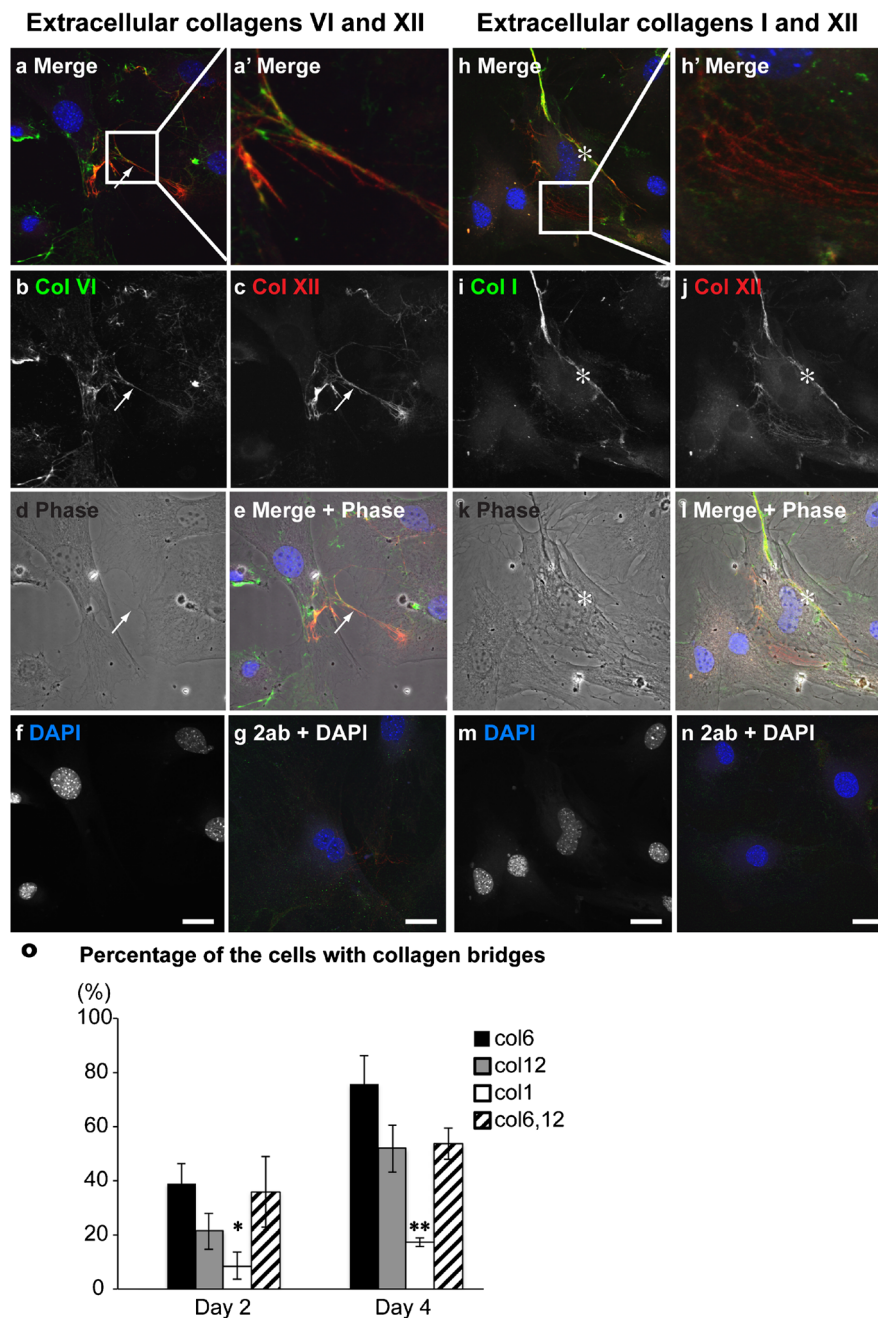 Extracellular collagens VI and XII
Extracellular collagens I and XII
a Merge
a' Merge
h Merge
h' Merge
b Col VI
c Col XII
i Col I
j Col XII
d Phase
e Merge + Phase
k Phase
l Merge + Phase
f DAPI
g 2ab + DAPI
m DAPI
n 2ab + DAPI
o Percentage of the cells with collagen bridges
(%)
100
80
60
40
20
0
col6
col12
col1
col6,12
*
**
Day 2
Day 4